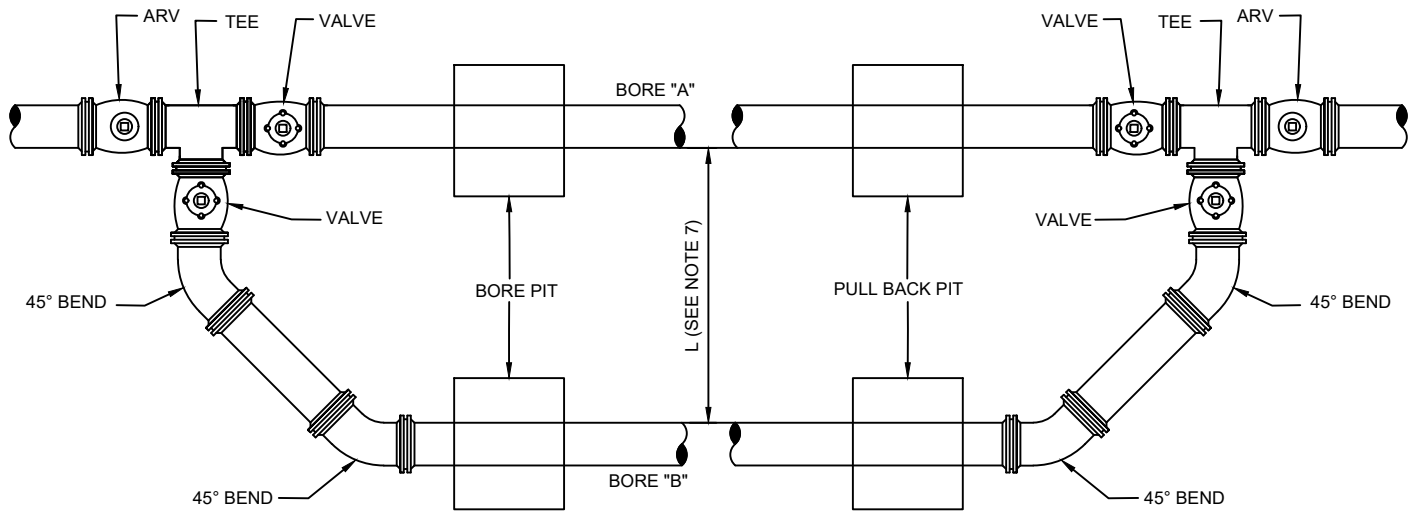 ARV
TEE
VALVE
VALVE
TEE
ARV
BORE "A"
VALVE
VALVE
L (SEE NOTE 7)
BORE PIT
PULL BACK PIT
45° BEND
45° BEND
BORE "B"
45° BEND
45° BEND